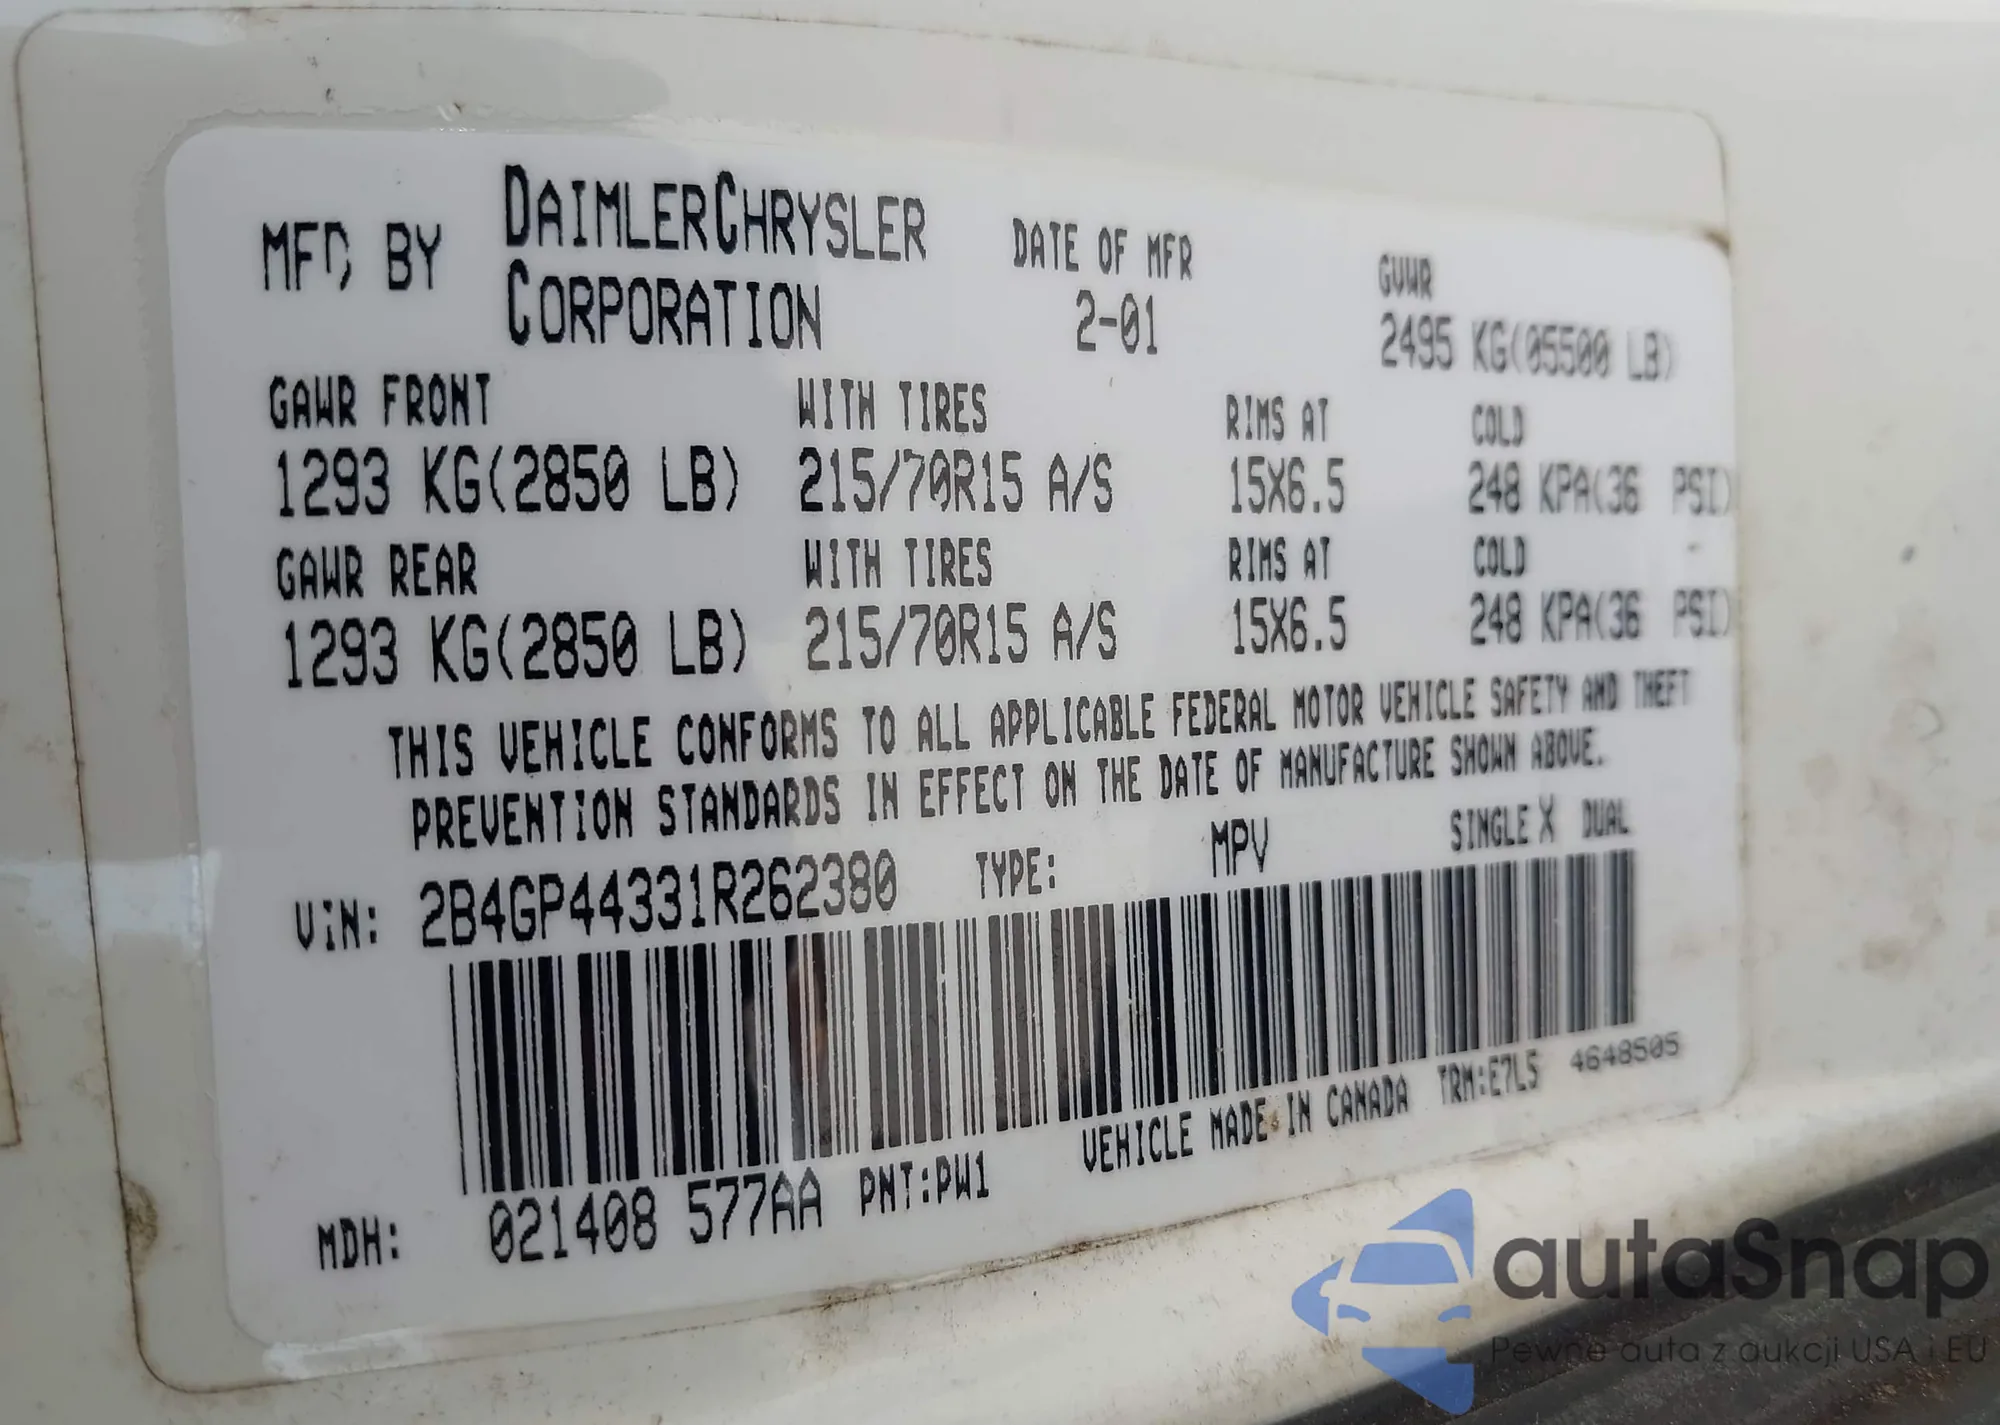 MFD BY DAIMLERCHRYSLER CORPORATION DATE OF MFR 2-01 GVWR 2495 KG(05500 LB)
GAWR FRONT WITH TIRES RIMS AT COLD
1293 KG(2850 LB) 215/70R15 A/S 15X6.5 248 KPA(36 PSI)
GAWR REAR WITH TIRES RIMS AT COLD
1293 KG(2850 LB) 215/70R15 A/S 15X6.5 248 KPA(36 PSI)
THIS VEHICLE CONFORMS TO ALL APPLICABLE FEDERAL MOTOR VEHICLE SAFETY AND THEFT
PREVENTION STANDARDS IN EFFECT ON THE DATE OF MANUFACTURE SHOWN ABOVE.
VIN: 2B4GP44331R262380 TYPE: MPV SINGLE X DUAL
MDH: 021408 577AA PNT:PW1 VEHICLE MADE IN CANADA TRM:E7L5 4648505
autaSnap
Pewne auta z aukcji USA i EU